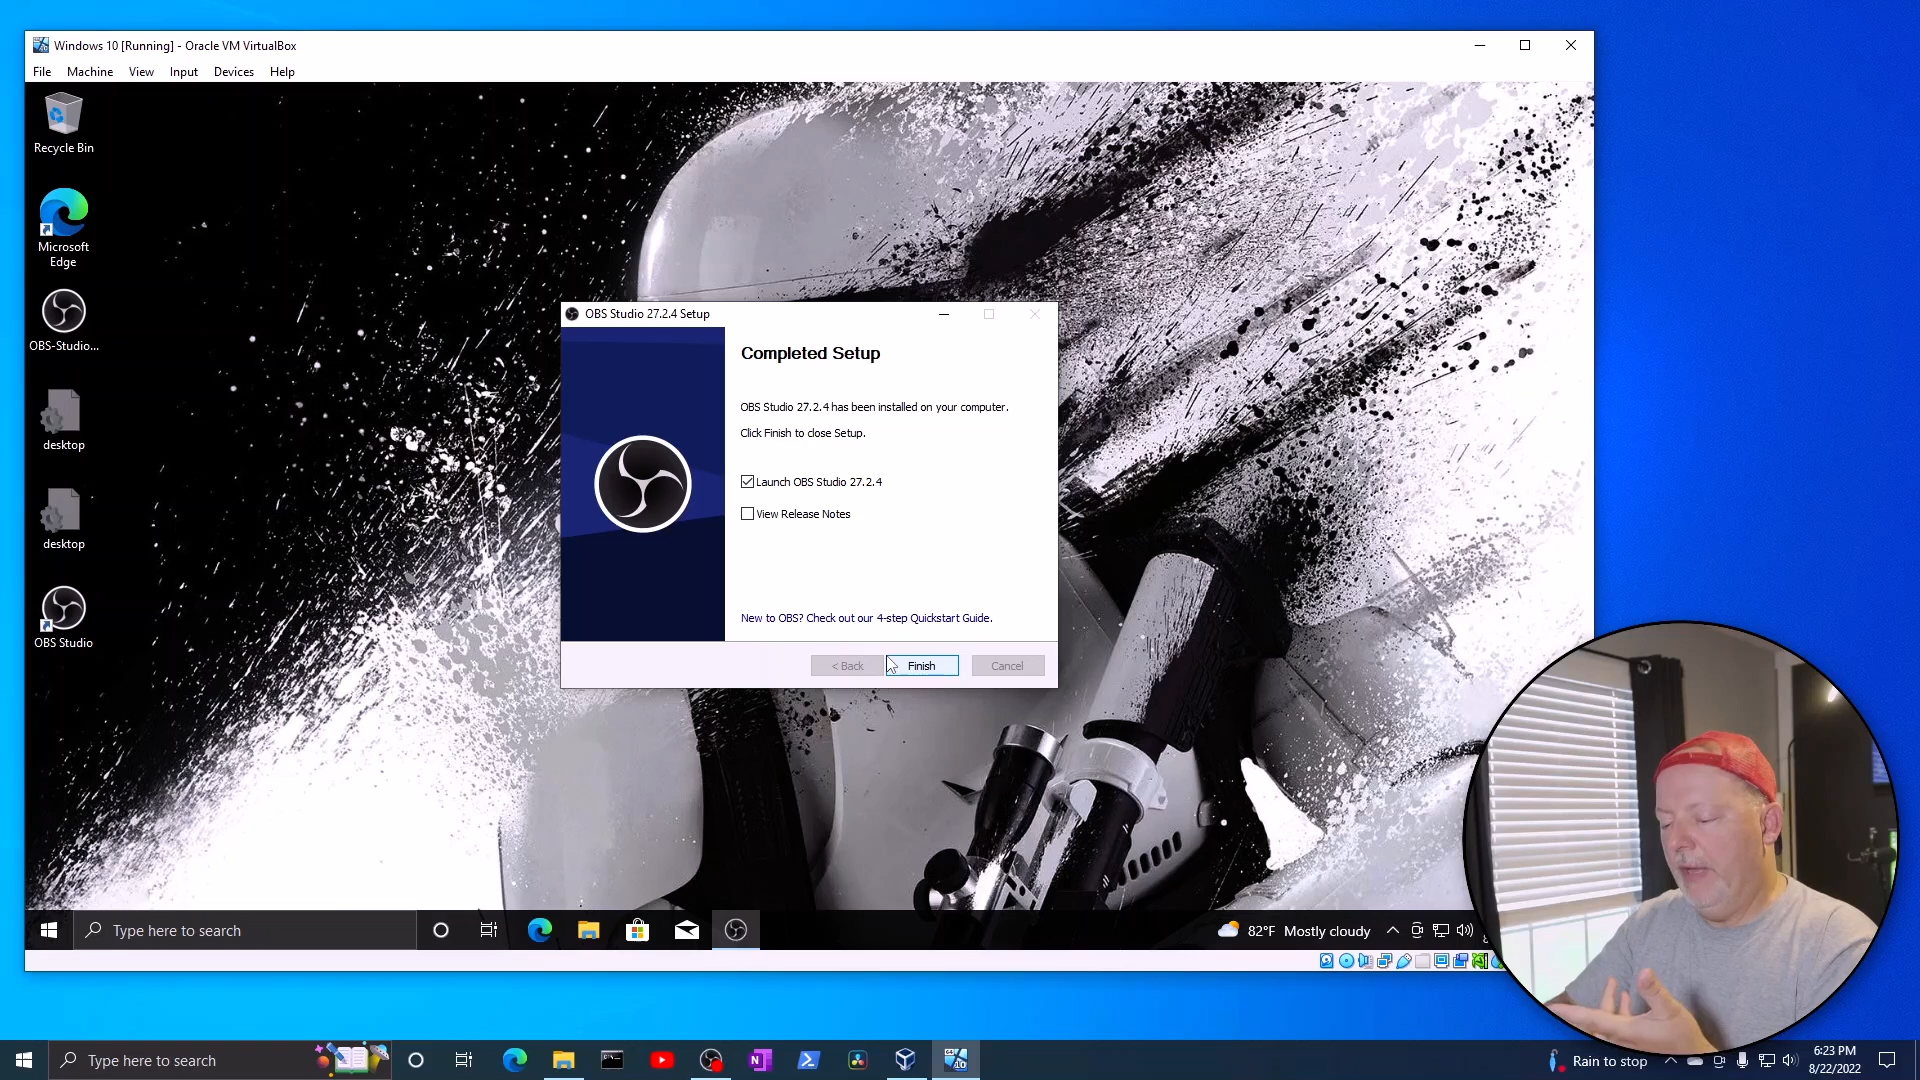 Windows 10 [Running] - Oracle VM VirtualBox
File Machine View Input Devices Help
Recycle Bin
Microsoft
Edge
OBS-Studio...
desktop
desktop
OBS Studio
OBS Studio 27.2.4 Setup
Completed Setup
OBS Studio 27.2.4 has been installed on your computer.
Click Finish to close Setup.
Launch OBS Studio 27.2.4
View Release Notes
New to OBS? Check out our 4-step Quickstart Guide.
< Back Finish Cancel
Type here to search
82°F Mostly cloudy
Type here to search
Rain to stop
6:23 PM
8/22/2022